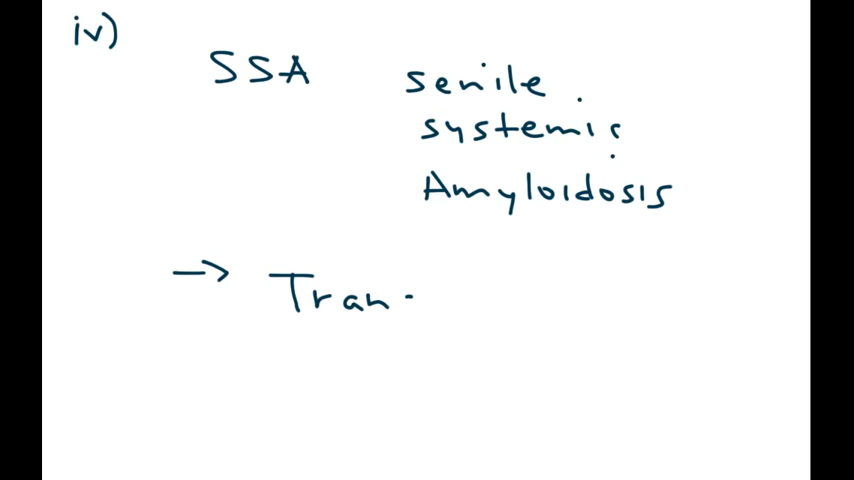 iv)
SSA senile
systemic
Amyloidosis
→ Tran